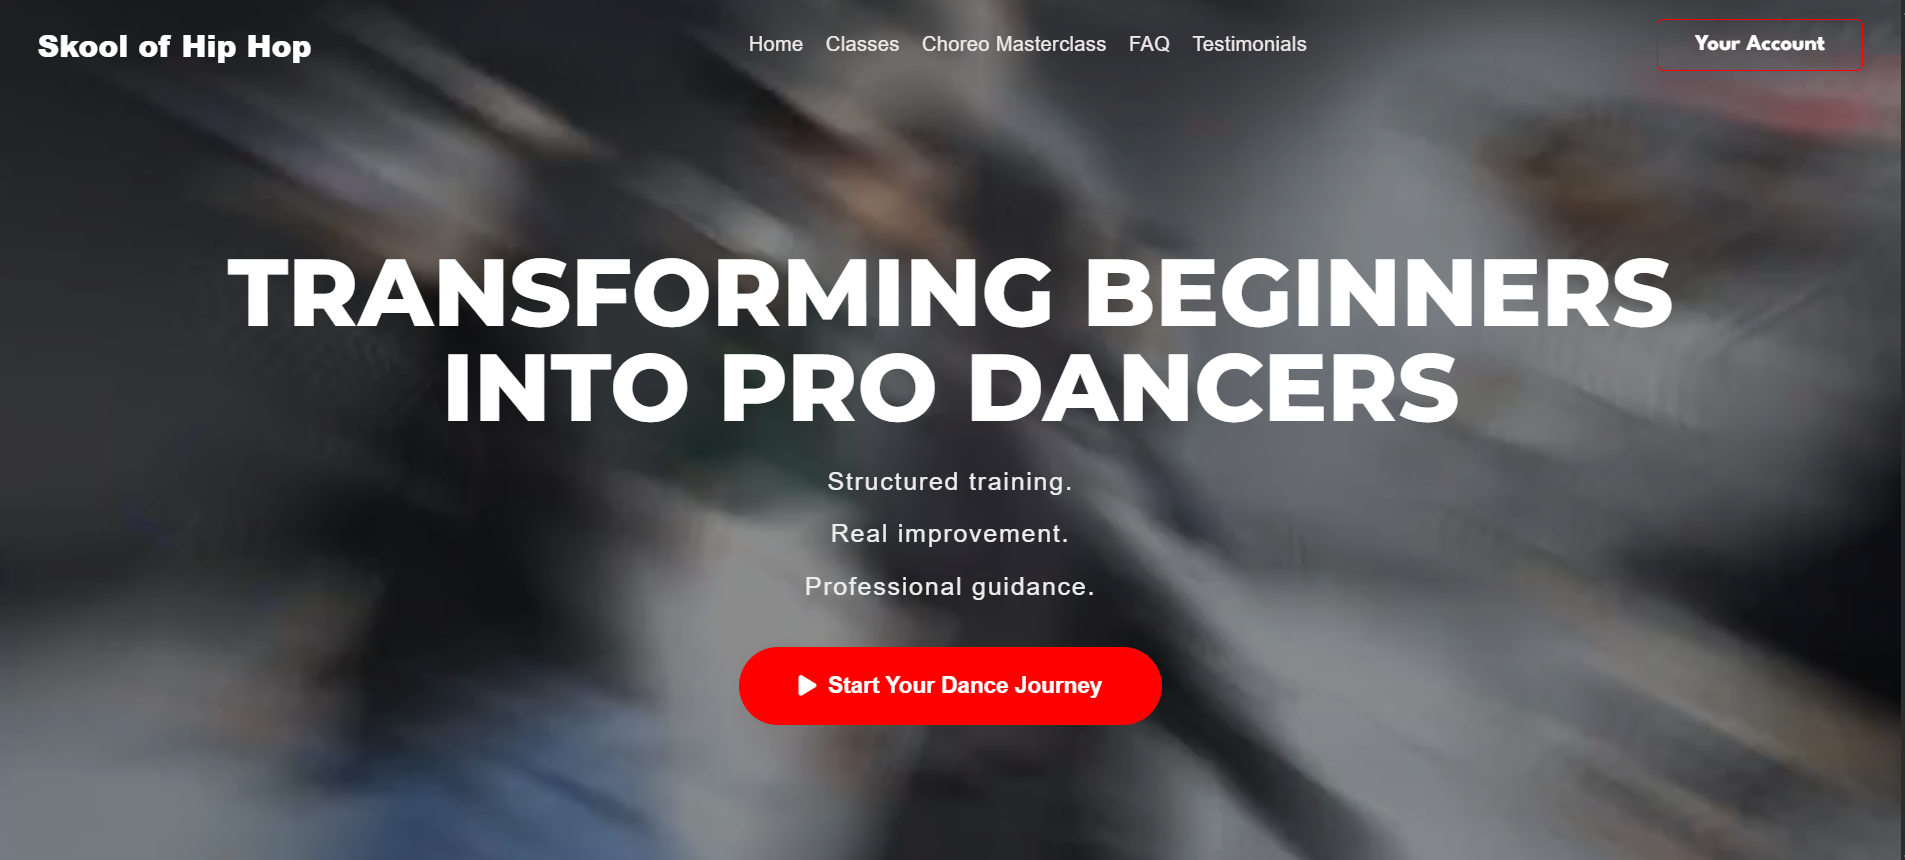 Skool of Hip Hop
Home Classes Choreo Masterclass FAQ Testimonials
Your Account
TRANSFORMING BEGINNERS
INTO PRO DANCERS
Structured training.
Real improvement.
Professional guidance.
Start Your Dance Journey